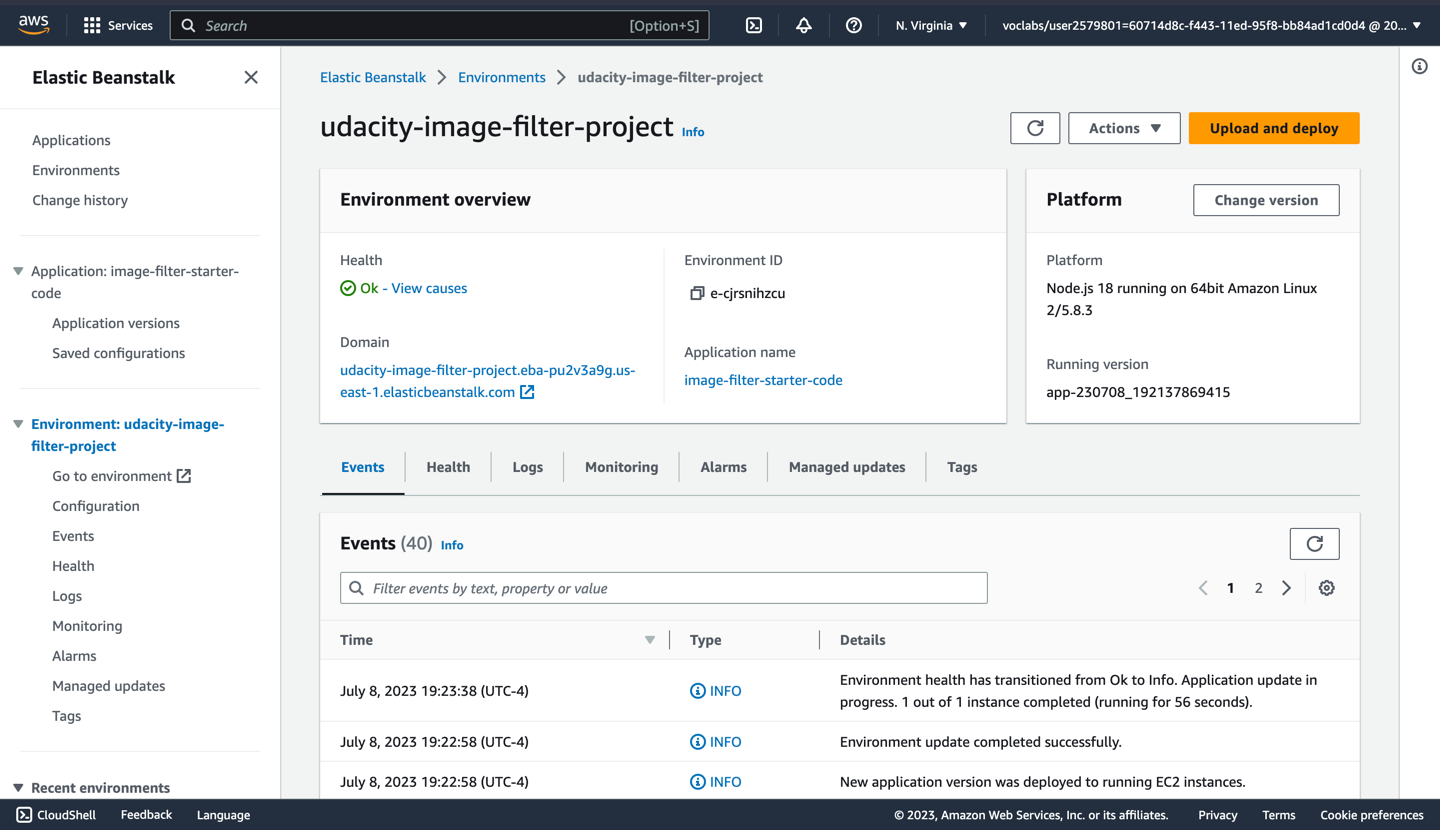 aws
Services
Search
[Option+S]
N. Virginia
voclabs/user2579801=60714d8c-f443-11ed-95f8-bb84ad1cd0d4 @ 20...
Elastic Beanstalk
Applications
Environments
Change history
Application: image-filter-starter-
code
Application versions
Saved configurations
Environment: udacity-image-
filter-project
Go to environment
Configuration
Events
Health
Logs
Monitoring
Alarms
Managed updates
Tags
Recent environments
Elastic Beanstalk > Environments > udacity-image-filter-project
udacity-image-filter-project Info
Actions
Upload and deploy
Environment overview
Health
Ok - View causes
Domain
udacity-image-filter-project.eba-pu2v3a9g.us-
east-1.elasticbeanstalk.com
Environment ID
e-cjrsnihzcu
Application name
image-filter-starter-code
Platform
Change version
Platform
Node.js 18 running on 64bit Amazon Linux
2/5.8.3
Running version
app-230708_192137869415
Events
Health
Logs
Monitoring
Alarms
Managed updates
Tags
Events (40) Info
Filter events by text, property or value
1 2
Time Type Details
July 8, 2023 19:23:38 (UTC-4) INFO Environment health has transitioned from Ok to Info. Application update in
progress. 1 out of 1 instance completed (running for 56 seconds).
July 8, 2023 19:22:58 (UTC-4) INFO Environment update completed successfully.
July 8, 2023 19:22:58 (UTC-4) INFO New application version was deployed to running EC2 instances.
CloudShell Feedback Language
© 2023, Amazon Web Services, Inc. or its affiliates. Privacy Terms Cookie preferences